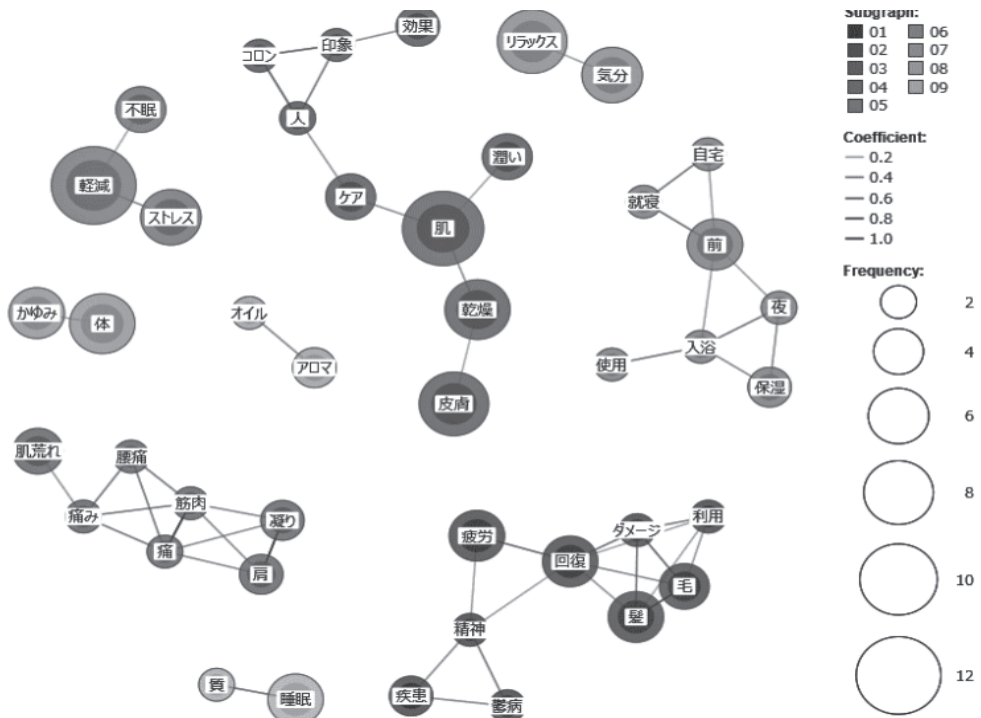 効果
印象
コロン
人
リラックス
気分
不眠
軽減
ストレス
潤い
ケア
肌
乾燥
皮膚
自宅
就寝
前
夜
入浴
使用
保湿
かゆみ
体
オイル
アロマ
肌荒れ
腰痛
痛み
筋肉
痛
凝り
肩
疲労
回復
ダメージ
利用
毛
髪
精神
疾患
鬱病
質
睡眠
Subgraph:
01 06
02 07
03 08
04 09
05
Coefficient:
0.2
0.4
0.6
0.8
1.0
Frequency:
2
4
6
8
10
12